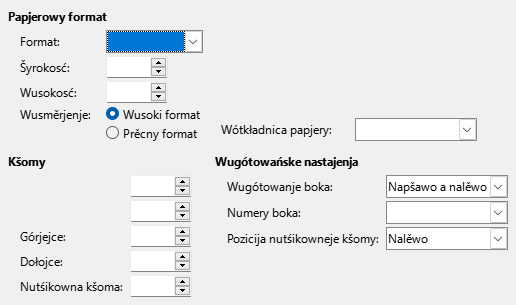 Papjerowy format
Format:
Šyrokosć:
Wusokosć:
Wusměrjenje: Wusoki format
Prěcny format Wótkładnica papjery:
Kšomy Wugótowańske nastajenja
Wugótowanje boka: Napšawo a nalěwo
Numery boka:
Górjejce: Pozicija nutśikowneje kšomy: Nalěwo
Dołojce:
Nutśikowna kšoma: